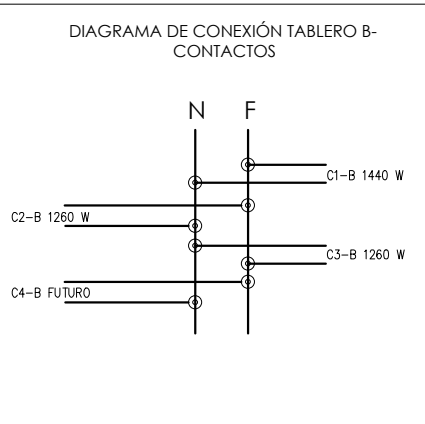 DIAGRAMA DE CONEXIÓN TABLERO B-
CONTACTOS
N F
C1-B 1440 W
C2-B 1260 W
C3-B 1260 W
C4-B FUTURO